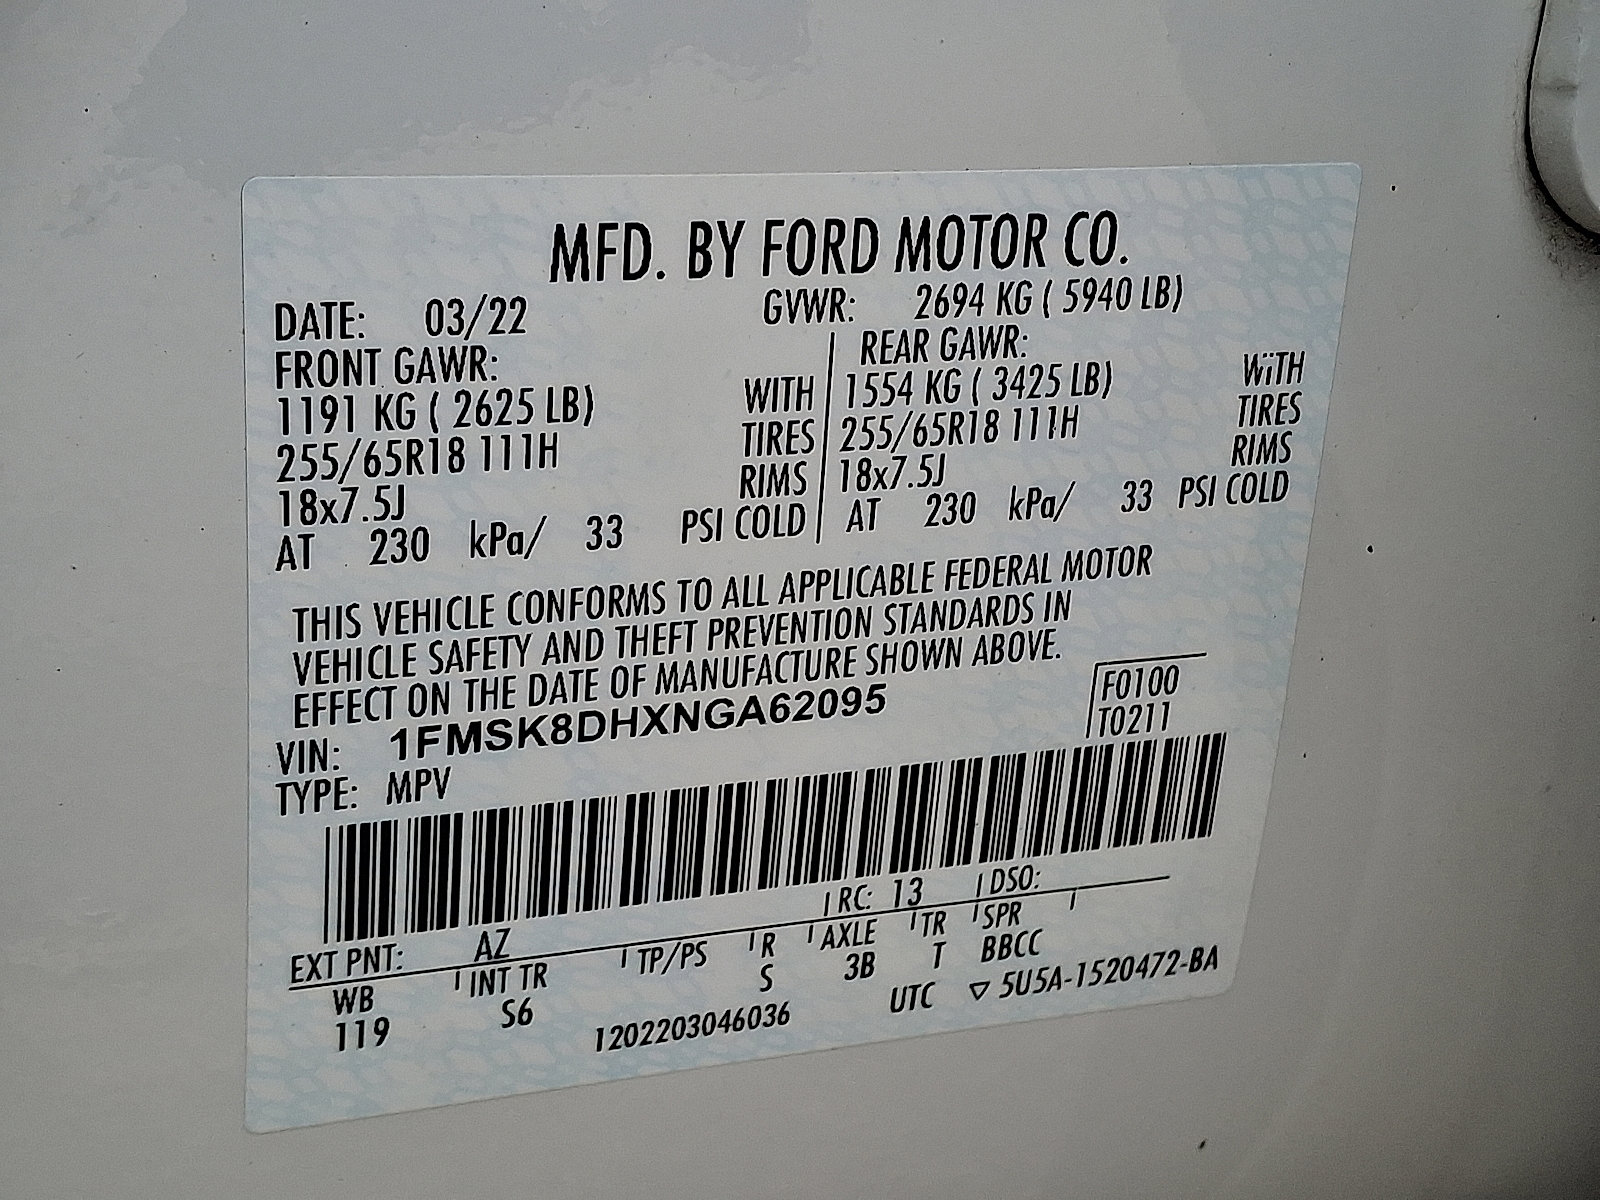 MFD. BY FORD MOTOR CO.
DATE: 03/22 GVWR: 2694 KG ( 5940 LB)
FRONT GAWR: REAR GAWR:
1191 KG ( 2625 LB) WITH 1554 KG ( 3425 LB) WITH
255/65R18 111H TIRES 255/65R18 111H TIRES
18x7.5J RIMS 18x7.5J RIMS
AT 230 kPa/ 33 PSI COLD AT 230 kPa/ 33 PSI COLD
THIS VEHICLE CONFORMS TO ALL APPLICABLE FEDERAL MOTOR
VEHICLE SAFETY AND THEFT PREVENTION STANDARDS IN
EFFECT ON THE DATE OF MANUFACTURE SHOWN ABOVE.
VIN: 1FMSK8DHXNGA62095 F0100
TYPE: MPV T0211
EXT PNT: AZ RC: 13 DSO:
WB INT TR TP/PS R AXLE TR SPR
119 S6 S 3B T BBCC
1202203046036 UTC ▽ 5U5A-1520472-BA